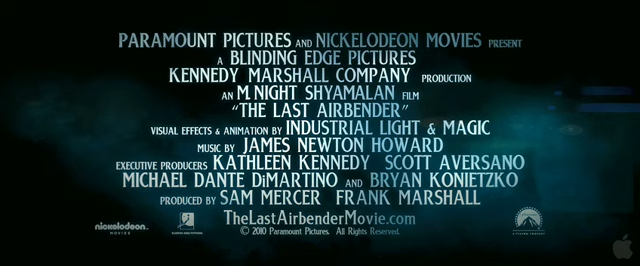 PARAMOUNT PICTURES AND NICKELODEON MOVIES PRESENT
A BLINDING EDGE PICTURES
KENNEDY MARSHALL COMPANY PRODUCTION
AN M. NIGHT SHYAMALAN FILM
"THE LAST AIRBENDER"
VISUAL EFFECTS & ANIMATION BY INDUSTRIAL LIGHT & MAGIC
MUSIC BY JAMES NEWTON HOWARD
EXECUTIVE PRODUCERS KATHLEEN KENNEDY SCOTT AVERSANO
MICHAEL DANTE DiMARTINO AND BRYAN KONIETZKO
PRODUCED BY SAM MERCER FRANK MARSHALL
TheLastAirbenderMovie.com
© 2010 Paramount Pictures. All Rights Reserved.
nickelodeon
MOVIES